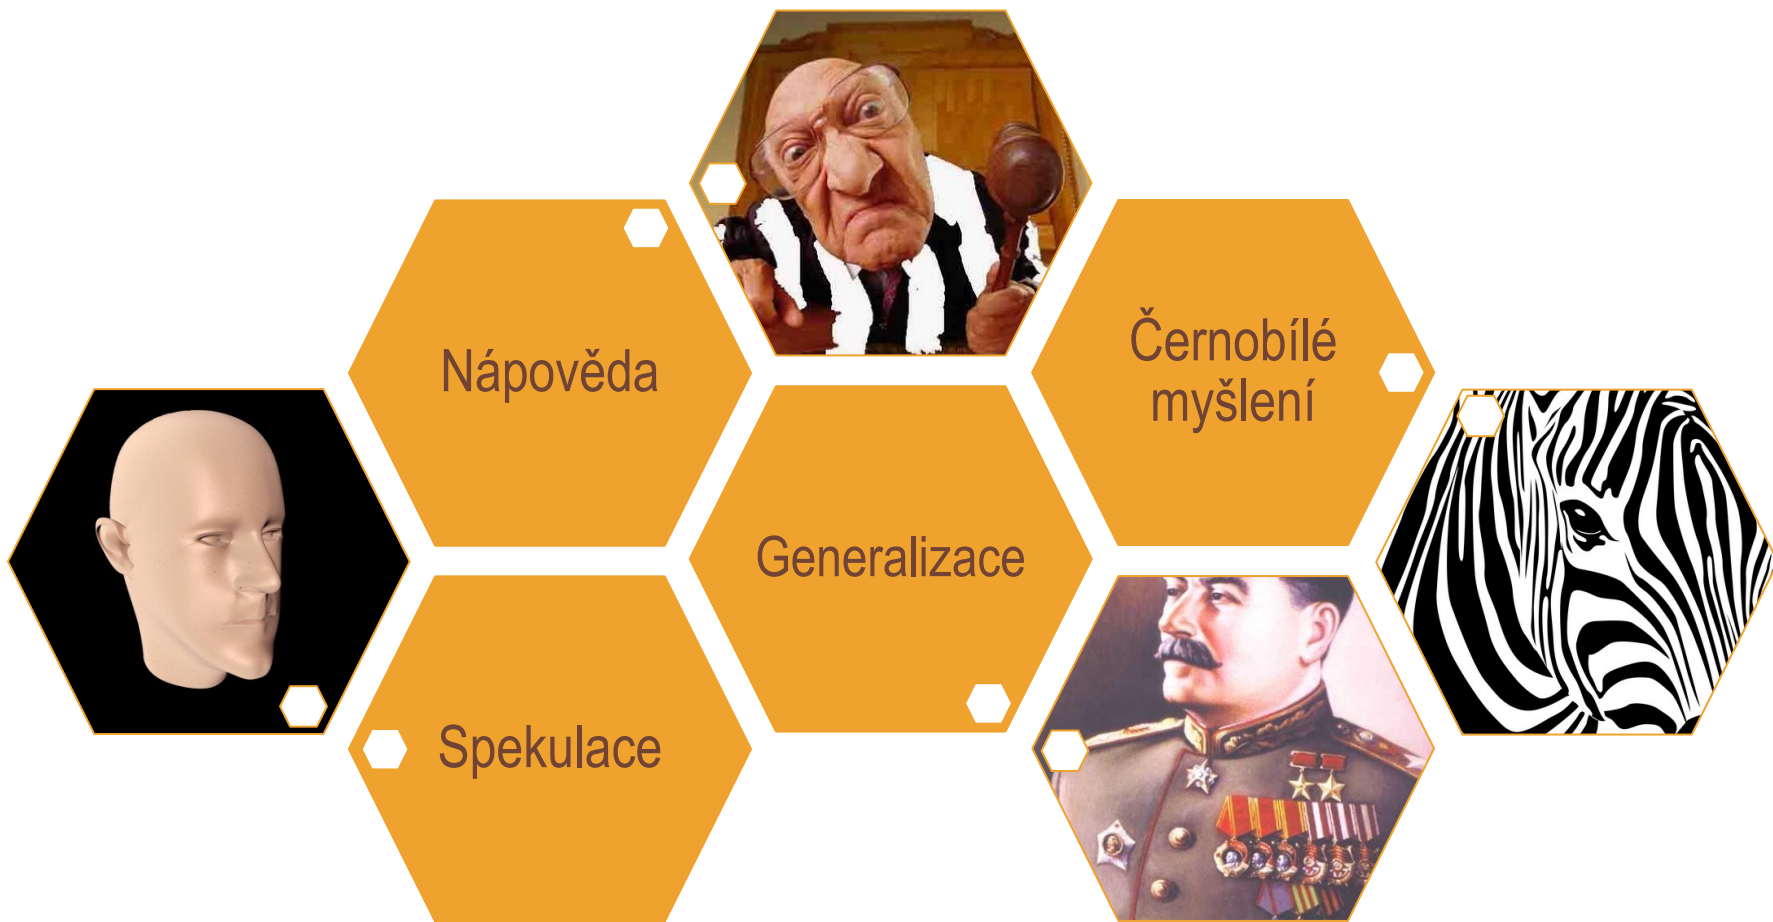 Nápověda
Černobílé
myšlení
Generalizace
Spekulace